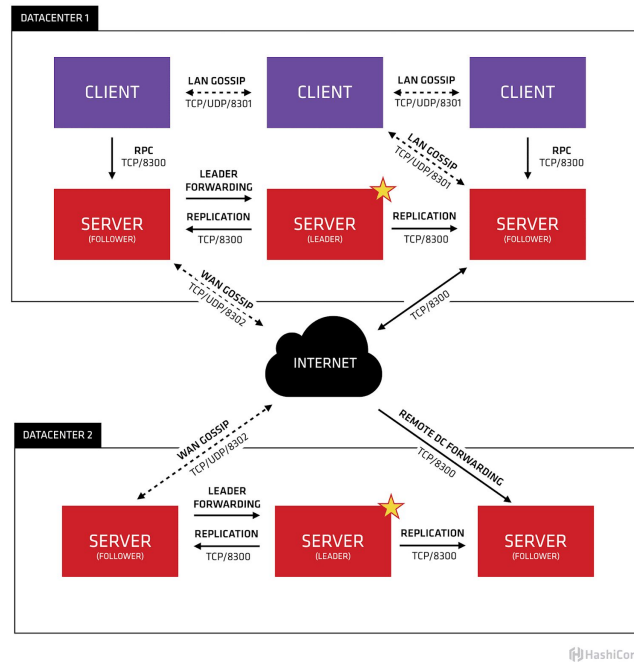 DATACENTER 1
CLIENT
LAN GOSSIP
TCP/UDP/8301
CLIENT
LAN GOSSIP
TCP/UDP/8301
CLIENT
RPC
TCP/8300
LAN GOSSIP
TCP/UDP/8301
RPC
TCP/8300
LEADER
FORWARDING
SERVER
(FOLLOWER)
REPLICATION
TCP/8300
SERVER
(LEADER)
REPLICATION
TCP/8300
SERVER
(FOLLOWER)
WAN GOSSIP
TCP/UDP/8302
TCP/8300
INTERNET
DATACENTER 2
WAN GOSSIP
TCP/UDP/8302
REMOTE DC FORWARDING
TCP/8300
LEADER
FORWARDING
SERVER
(FOLLOWER)
REPLICATION
TCP/8300
SERVER
(LEADER)
REPLICATION
TCP/8300
SERVER
(FOLLOWER)
HashiCor